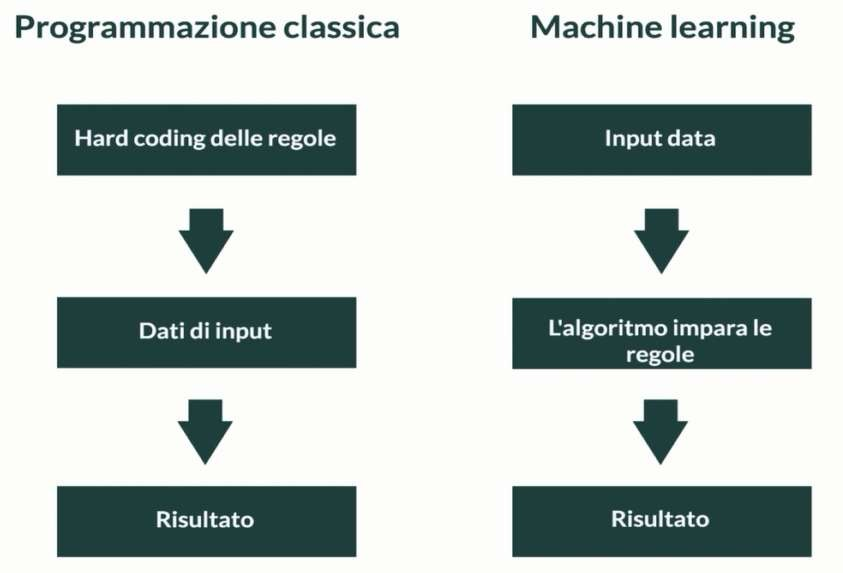 Programmazione classica
Machine learning
Hard coding delle regole
Input data
Dati di input
L'algoritmo impara le
regole
Risultato
Risultato